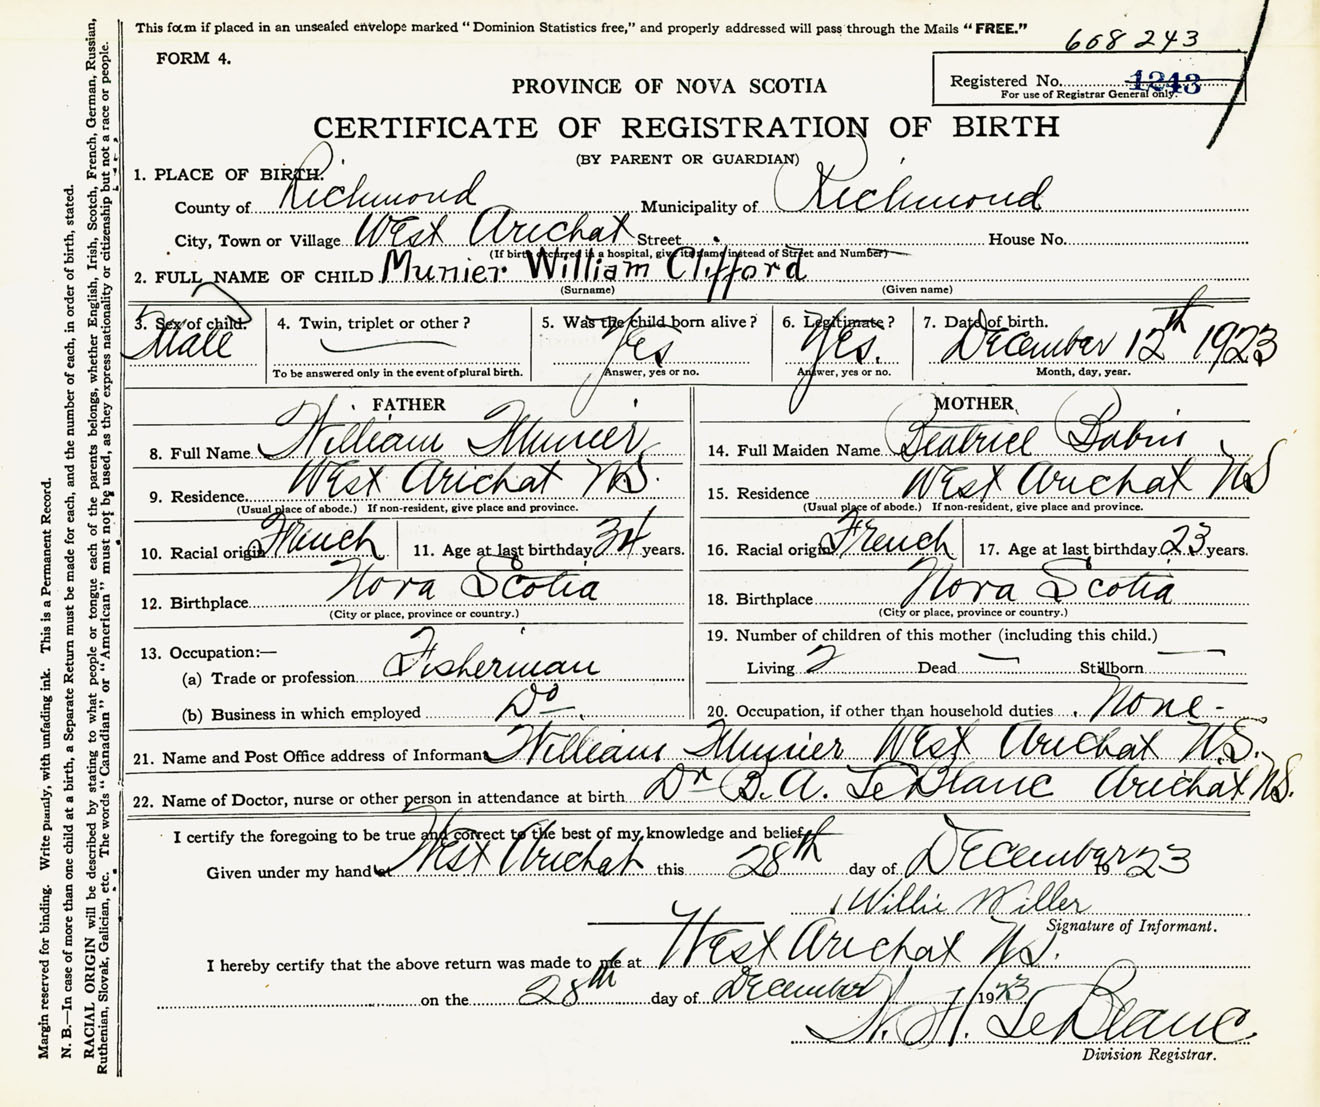 This form if placed in an unsealed envelope marked "Dominion Statistics free," and properly addressed will pass through the Mails "FREE."
668243
FORM 4.
Registered No. 1243
For use of Registrar General only.
PROVINCE OF NOVA SCOTIA
CERTIFICATE OF REGISTRATION OF BIRTH
(BY PARENT OR GUARDIAN)
1. PLACE OF BIRTH:
County of Richmond Municipality of Richmond
City, Town or Village West Arichat Street House No.
(If birth occurred in a hospital, give its name instead of Street and Number)
2. FULL NAME OF CHILD Munier William Clifford
(Surname) (Given name)
3. Sex of child. Male
4. Twin, triplet or other? —
To be answered only in the event of plural birth.
5. Was the child born alive? Yes
Answer, yes or no.
6. Legitimate? Yes.
Answer, yes or no.
7. Date of birth. December 12th 1923
Month, day, year.
FATHER
8. Full Name William Munier
9. Residence West Arichat N.S.
(Usual place of abode.) If non-resident, give place and province.
10. Racial origin French 11. Age at last birthday 34 years.
12. Birthplace Nova Scotia
(City or place, province or country.)
13. Occupation:—
(a) Trade or profession Fisherman
(b) Business in which employed Do
MOTHER
14. Full Maiden Name Beatrice Babin
15. Residence West Arichat NS
(Usual place of abode.) If non-resident, give place and province.
16. Racial origin French 17. Age at last birthday 23 years.
18. Birthplace Nova Scotia
(City or place, province or country.)
19. Number of children of this mother (including this child.)
Living 2 Dead — Stillborn —
20. Occupation, if other than household duties None-
21. Name and Post Office address of Informant William Munier West Arichat N.S.
22. Name of Doctor, nurse or other person in attendance at birth Dr B. A. LeBlanc Arichat N.S.
I certify the foregoing to be true and correct to the best of my knowledge and belief.
Given under my hand at West Arichat this 28th day of December 1923
Willie Miller
Signature of Informant.
I hereby certify that the above return was made to me at West Arichat N.S.
on the 28th day of December 1923
LeBlanc
Division Registrar.
Margin reserved for binding. Write plainly, with unfading ink. This is a Permanent Record.
N. B.—In case of more than one child at a birth, a Separate Return must be made for each, and the number of each, in order of birth, stated.
RACIAL ORIGIN will be described by stating to what people or tongue each of the parents belongs, whether English, Irish, Scotch, French, German, Russian,
Ruthenian, Slovak, Galician, etc. The words "Canadian" or "American" must not be used, as they express nationality or citizenship but not a race or people.